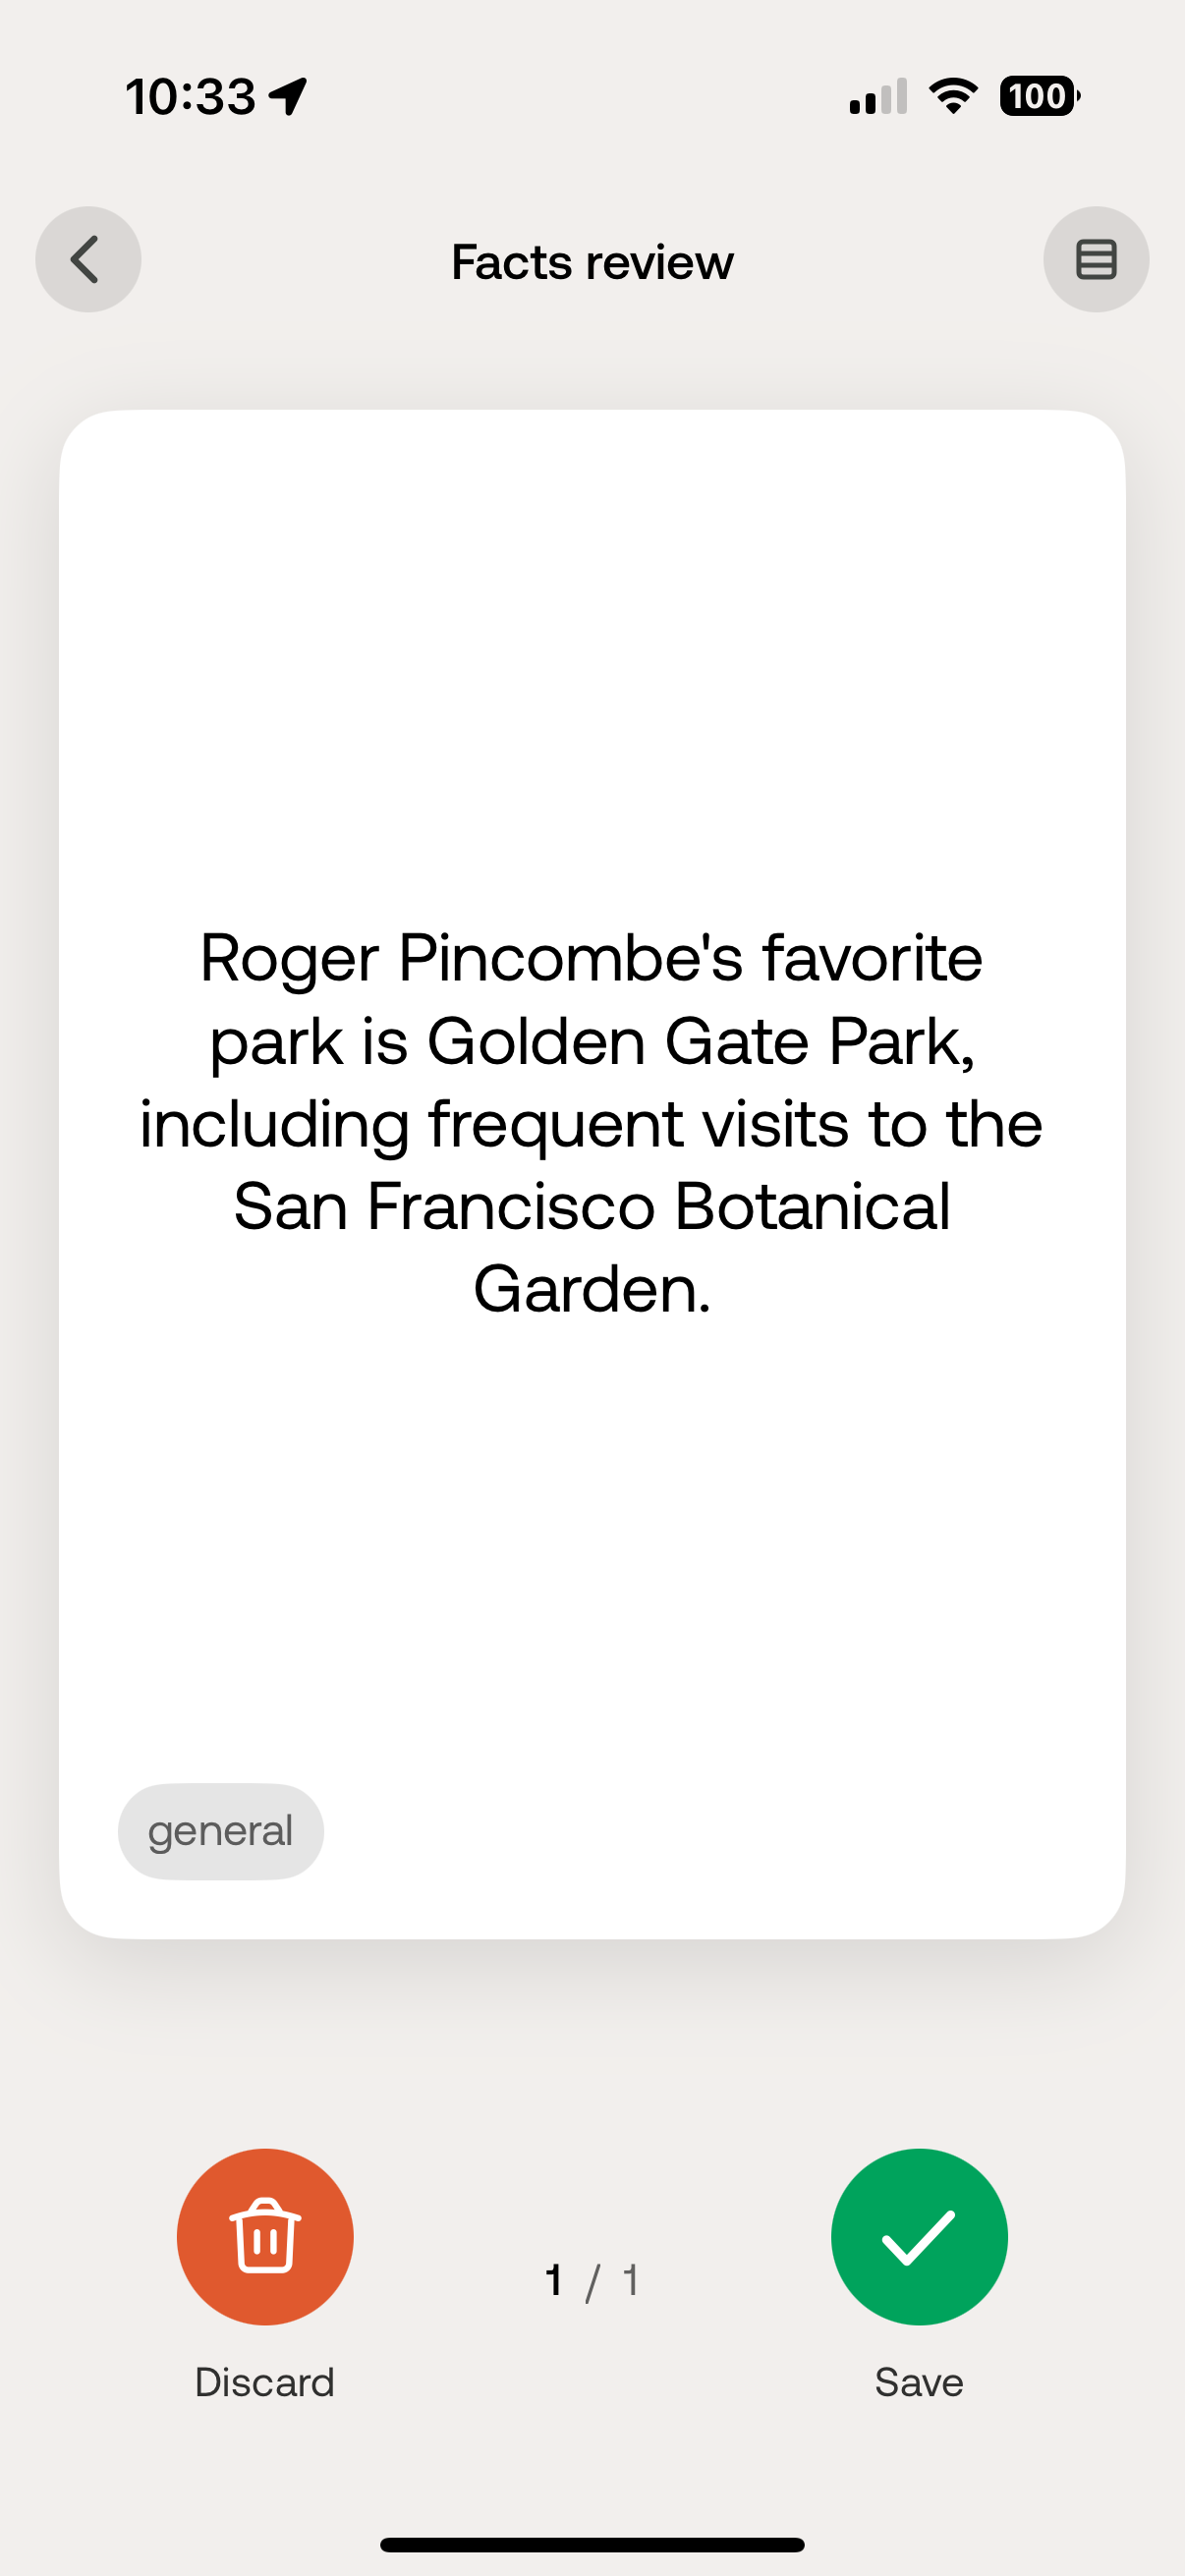 10:33
100
Facts review
Roger Pincombe's favorite
park is Golden Gate Park,
including frequent visits to the
San Francisco Botanical
Garden.
general
1 / 1
Discard
Save